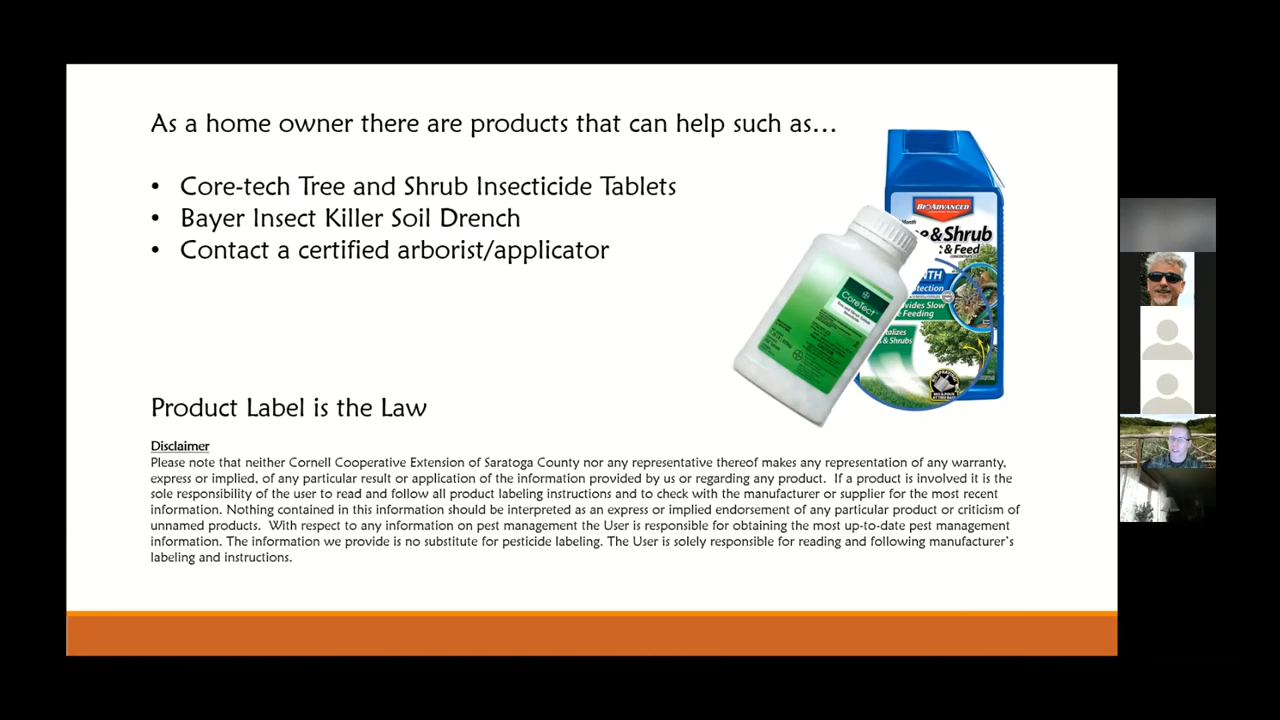 As a home owner there are products that can help such as...
• Core-tech Tree and Shrub Insecticide Tablets
• Bayer Insect Killer Soil Drench
• Contact a certified arborist/applicator
BIOADVANCED
& Shrub
& Feed
CoreTect
Product Label is the Law
Disclaimer
Please note that neither Cornell Cooperative Extension of Saratoga County nor any representative thereof makes any representation of any warranty,
express or implied, of any particular result or application of the information provided by us or regarding any product. If a product is involved it is the
sole responsibility of the user to read and follow all product labeling instructions and to check with the manufacturer or supplier for the most recent
information. Nothing contained in this information should be interpreted as an express or implied endorsement of any particular product or criticism of
unnamed products. With respect to any information on pest management the User is responsible for obtaining the most up-to-date pest management
information. The information we provide is no substitute for pesticide labeling. The User is solely responsible for reading and following manufacturer's
labeling and instructions.